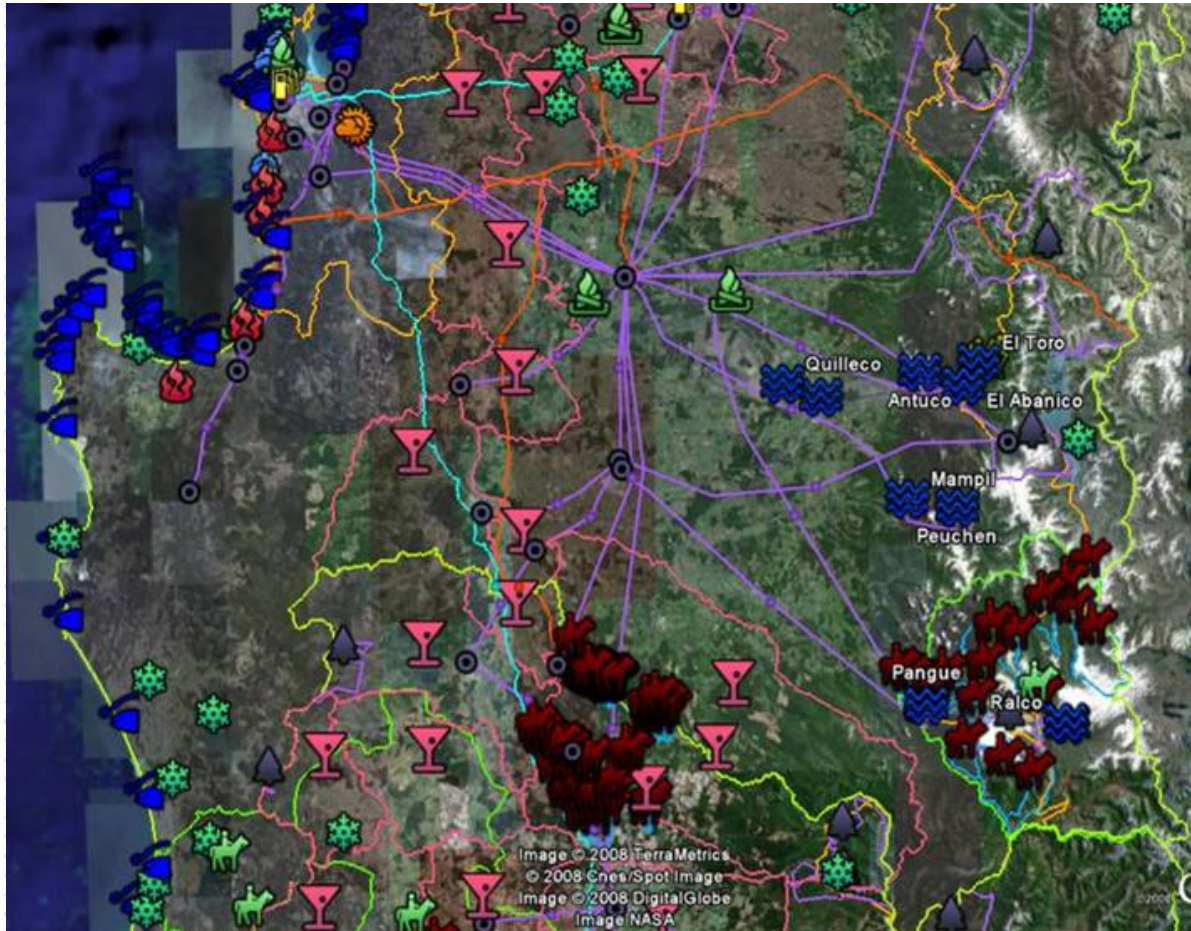 El Toro
Quilleco
Antuco
El Abanico
Mampil
Peuchen
Pangue
Ralco
Image © 2008 TerraMetrics
© 2008 Cnes/Spot Image
Image © 2008 DigitalGlobe
Image NASA